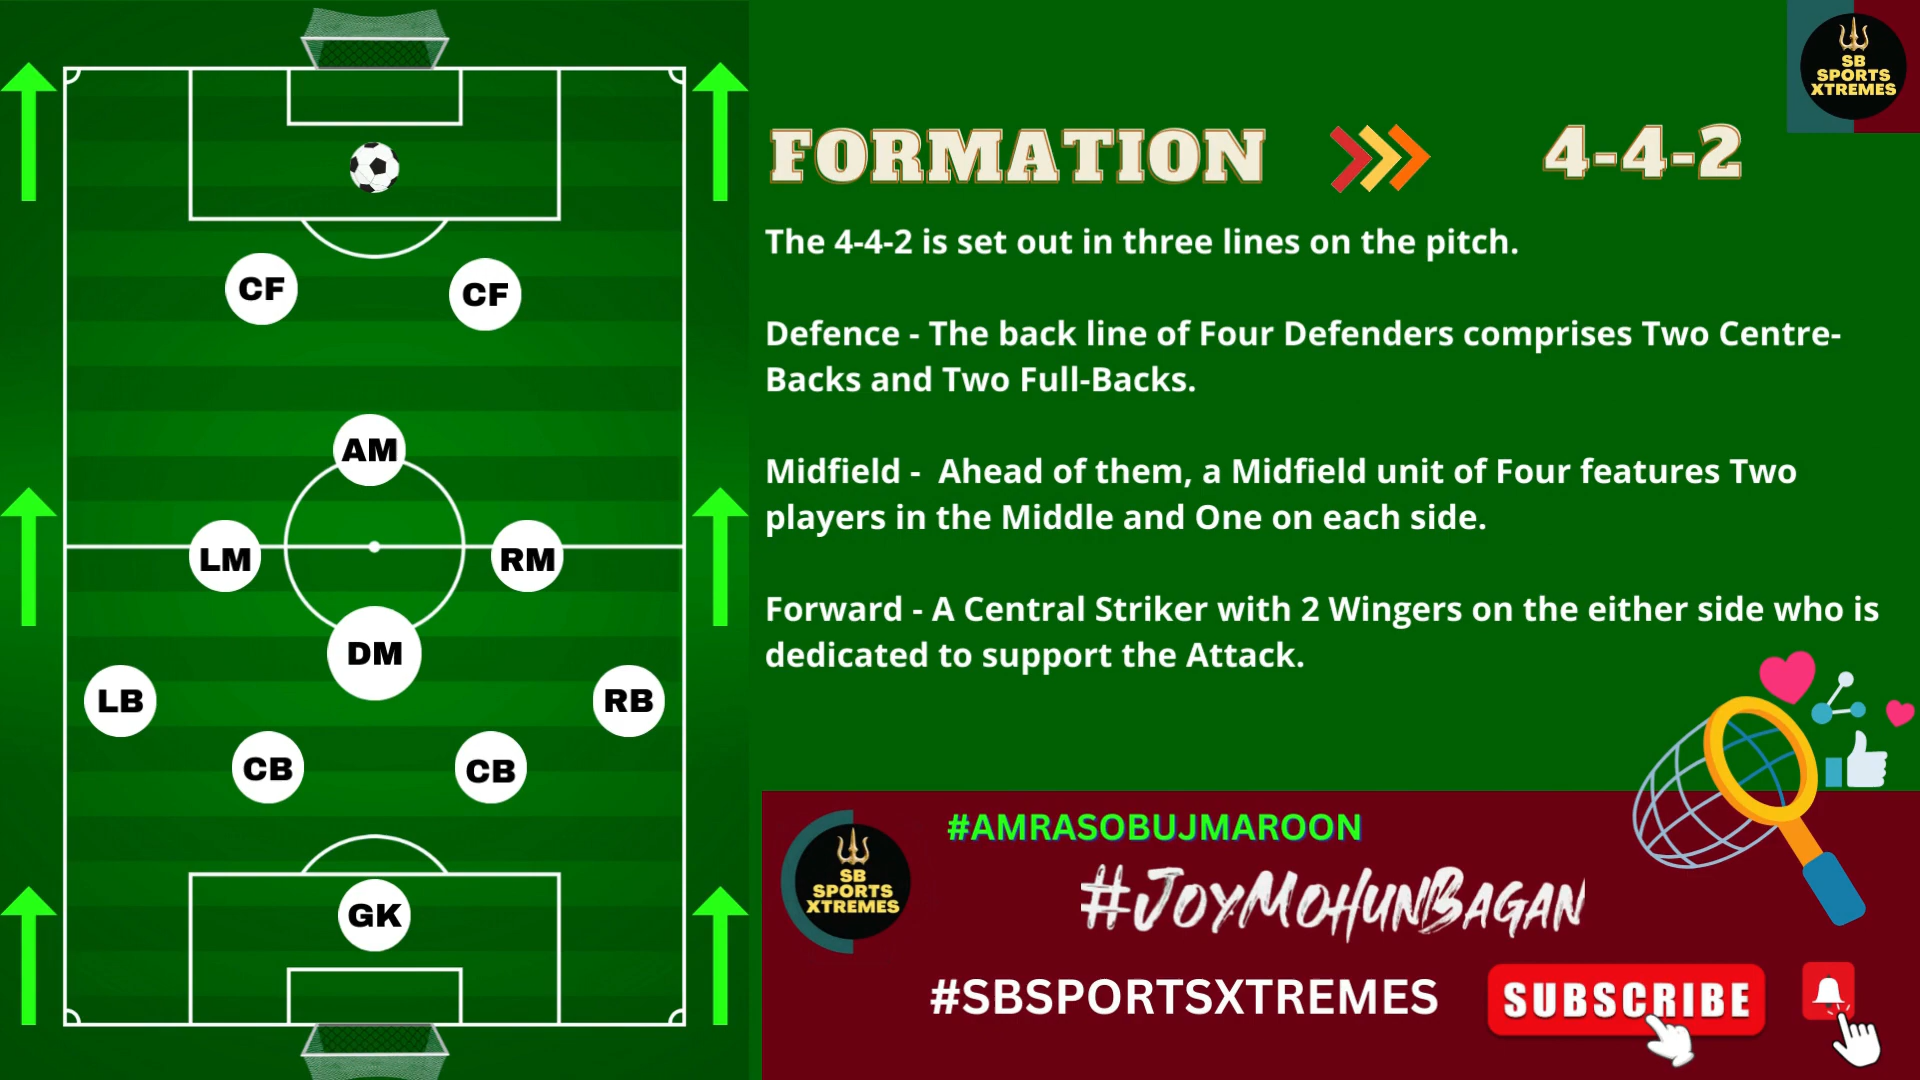 CF
CF
AM
LM
RM
DM
LB
RB
CB
CB
GK
SB
SPORTS
XTREMES
FORMATION
4-4-2
The 4-4-2 is set out in three lines on the pitch.
Defence - The back line of Four Defenders comprises Two Centre-
Backs and Two Full-Backs.
Midfield -  Ahead of them, a Midfield unit of Four features Two
players in the Middle and One on each side.
Forward - A Central Striker with 2 Wingers on the either side who is
dedicated to support the Attack.
SB
SPORTS
XTREMES
#AMRASOBUJMAROON
#JOYMOHUNBAGAN
#SBSPORTSXTREMES
SUBSCRIBE